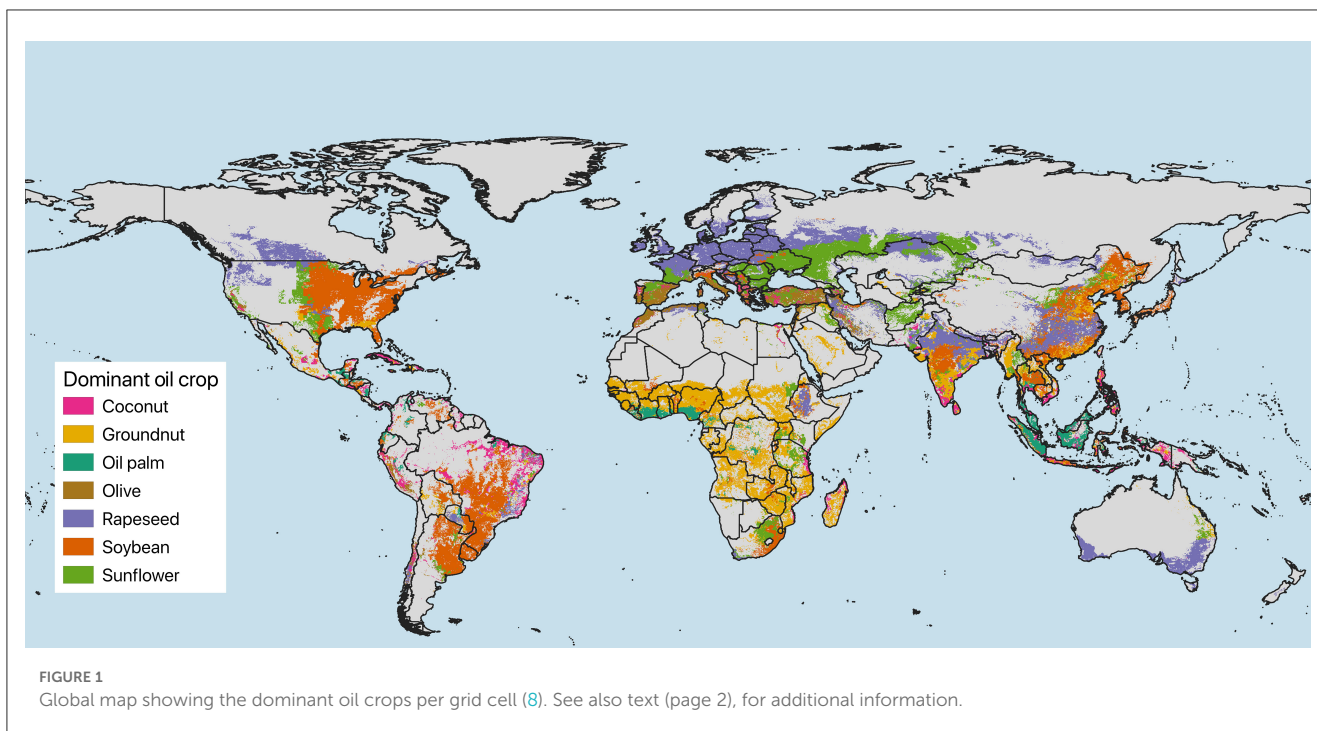 Dominant oil crop
Coconut
Groundnut
Oil palm
Olive
Rapeseed
Soybean
Sunflower
FIGURE 1
Global map showing the dominant oil crops per grid cell (8). See also text (page 2), for additional information.